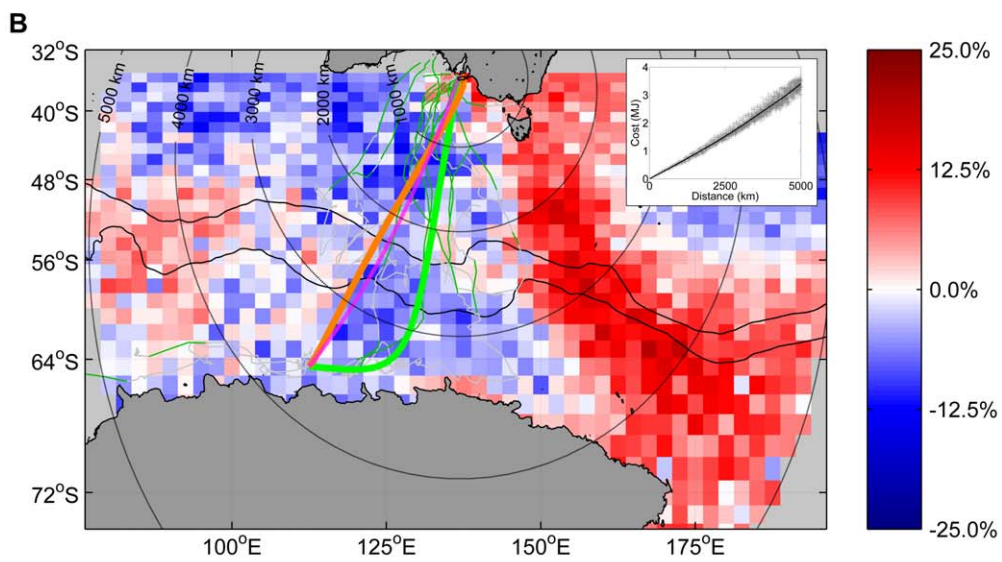 B
32°S
40°S
48°S
56°S
64°S
72°S
5000 km
4000 km
3000 km
2000 km
1000 km
100°E
125°E
150°E
175°E
4
3
2
1
0
Cost (MJ)
0
2500
5000
Distance (km)
25.0%
12.5%
0.0%
-12.5%
-25.0%